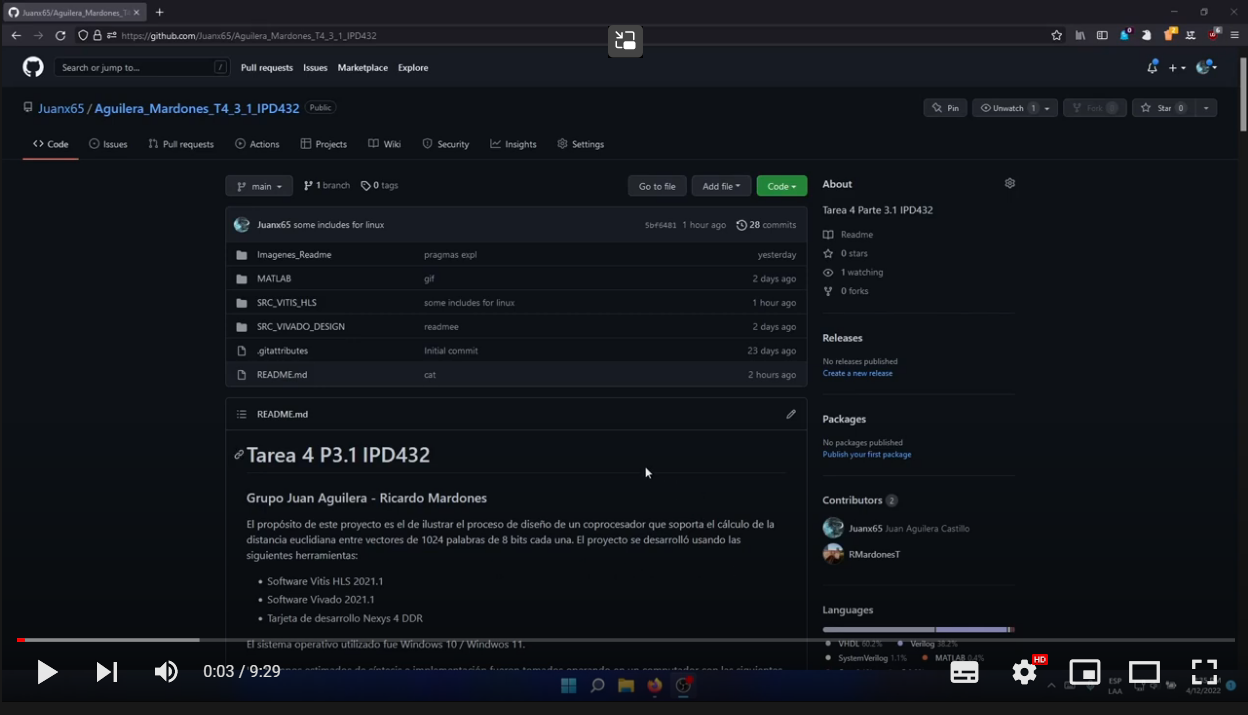 Juanx65/Aguilera_Mardones_T4
https://github.com/Juanx65/Aguilera_Mardones_T4_3_1_IPD432
Search or jump to... /
Pull requests Issues Marketplace Explore
Juanx65 / Aguilera_Mardones_T4_3_1_IPD432 Public
Pin Unwatch 1 Fork Star 0
Code Issues Pull requests Actions Projects Wiki Security Insights Settings
main 1 branch 0 tags Go to file Add file Code
Juanx65 some includes for linux 5bf6481 1 hour ago 28 commits
Imagenes_Readme pragmas expl yesterday
MATLAB gif 2 days ago
SRC_VITIS_HLS some includes for linux 1 hour ago
SRC_VIVADO_DESIGN readmee 2 days ago
.gitattributes Initial commit 23 days ago
README.md cat 2 hours ago
README.md
Tarea 4 P3.1 IPD432
Grupo Juan Aguilera - Ricardo Mardones
El propósito de este proyecto es el de ilustrar el proceso de diseño de un coprocesador que soporta el cálculo de la
distancia euclidiana entre vectores de 1024 palabras de 8 bits cada una. El proyecto se desarrolló usando las
siguientes herramientas:
• Software Vitis HLS 2021.1
• Software Vivado 2021.1
• Tarjeta de desarrollo Nexys 4 DDR
El sistema operativo utilizado fue Windows 10 / Windwos 11.
About
Tarea 4 Parte 3.1 IPD432
Readme
0 stars
1 watching
0 forks
Releases
No releases published
Create a new release
Packages
No packages published
Publish your first package
Contributors 2
Juanx65 Juan Aguilera Castillo
RMardonesT
Languages
VHDL 60.2% Verilog 38.2%
SystemVerilog 1.1% MATLAB 0.4%
0:03 / 9:29
HD
ESP
LAA
4/12/2022